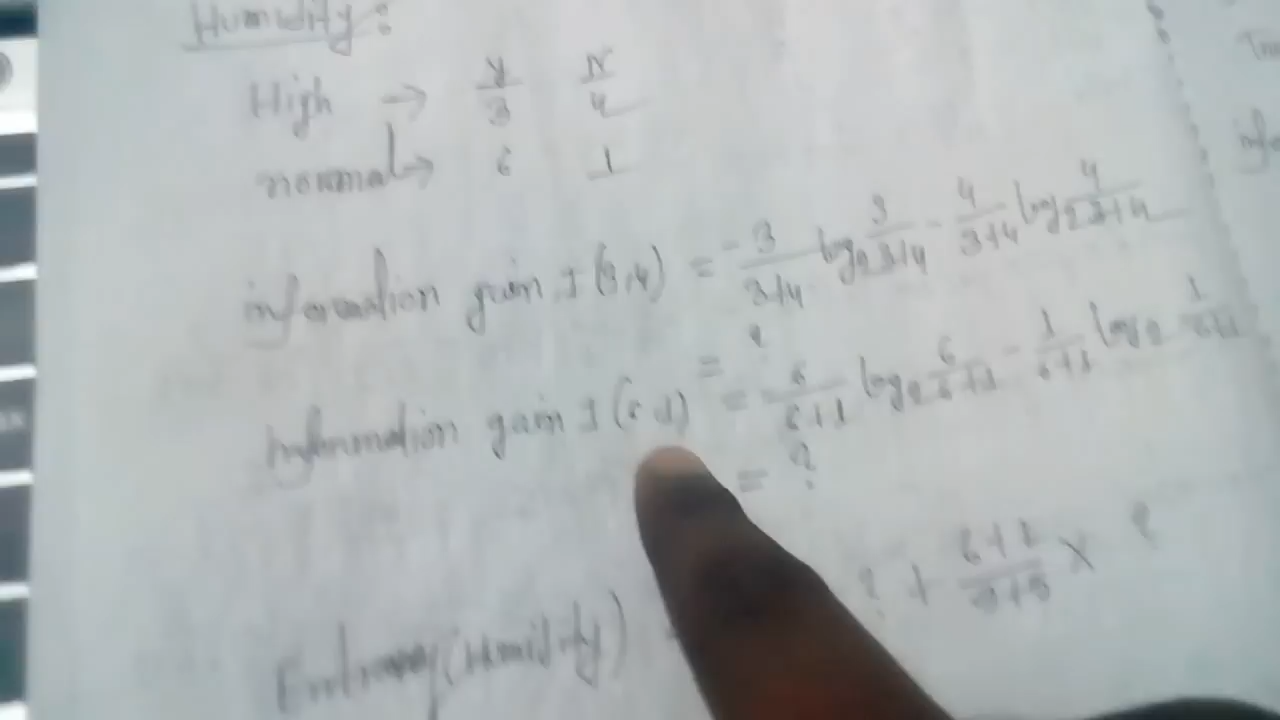 Humidity:
Y N
High → 3 4
normal → 6 1
information gain I(3,4) = -3/3+4 log2 3/3+4 - 4/3+4 log2 4/3+4
= ?
Information gain I(6,1) = -6/6+1 log2 6/6+1 - 1/6+1 log2 1/6+1
= ?
Entropy(Humidity) ? + 6+1/9+5 X ?